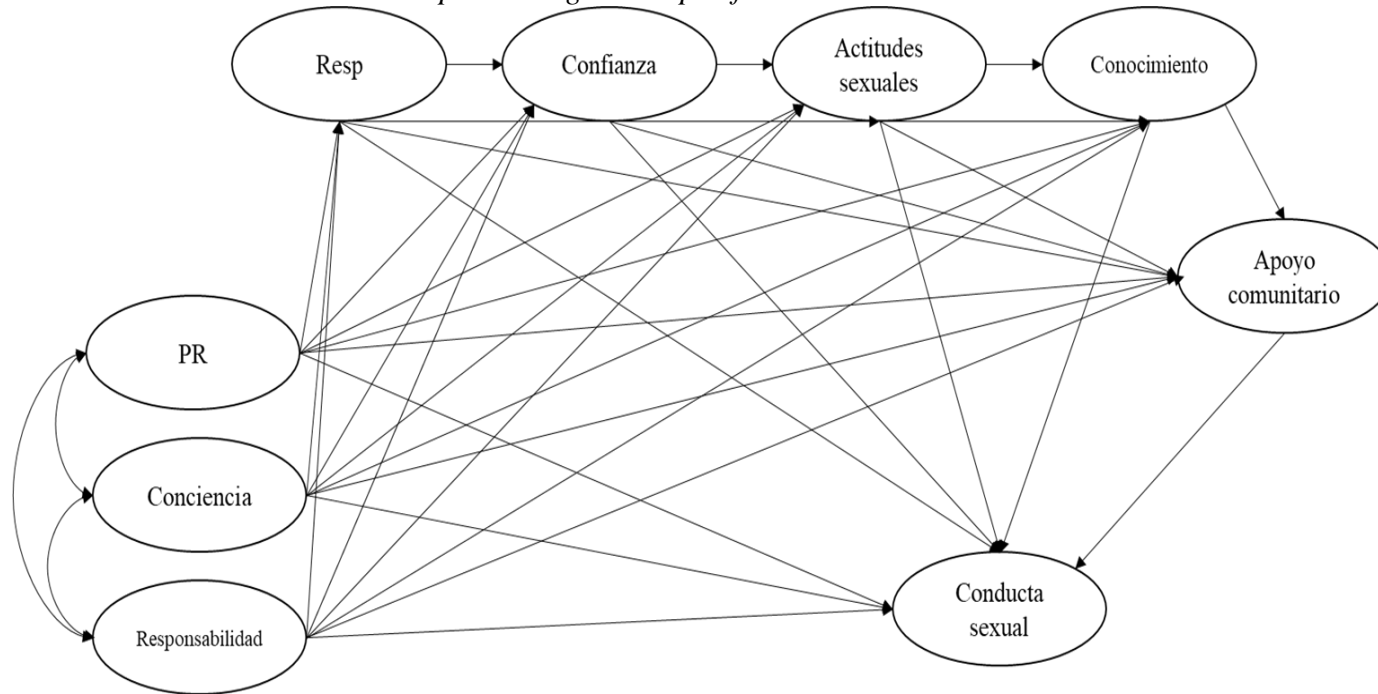 Resp
Confianza
Actitudes
sexuales
Conocimiento
Apoyo
comunitario
PR
Conciencia
Responsabilidad
Conducta
sexual